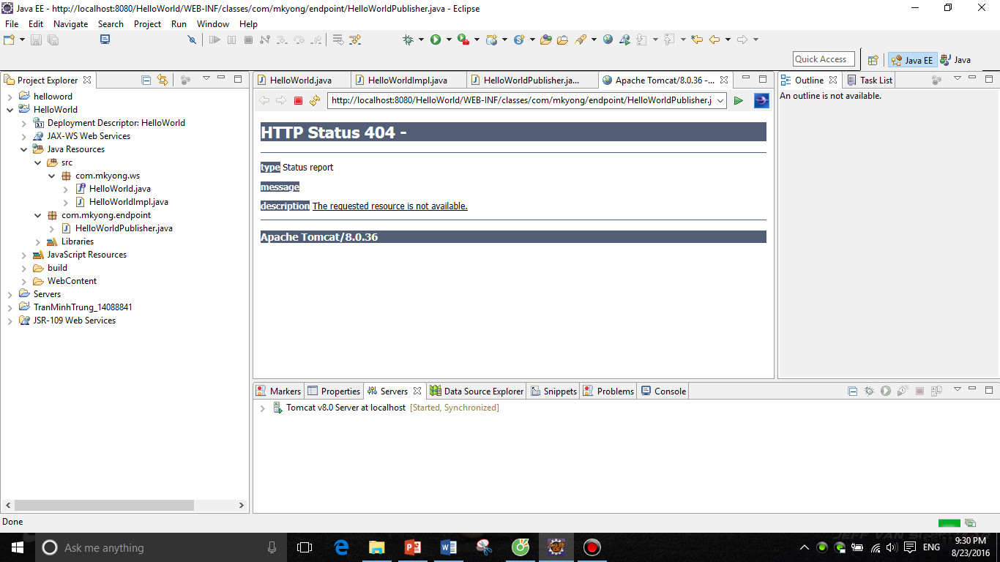 Java EE - http://localhost:8080/HelloWorld/WEB-INF/classes/com/mkyong/endpoint/HelloWorldPublisher.java - Eclipse
File Edit Navigate Search Project Run Window Help
Quick Access
Java EE
Java
Project Explorer
helloword
HelloWorld
3.1 Deployment Descriptor: HelloWorld
JAX-WS Web Services
Java Resources
src
com.mkyong.ws
HelloWorld.java
HelloWorldImpl.java
com.mkyong.endpoint
HelloWorldPublisher.java
Libraries
JavaScript Resources
build
WebContent
Servers
TranMinhTrung_14088841
JSR-109 Web Services
HelloWorld.java HelloWorldImpl.java HelloWorldPublisher.ja... Apache Tomcat/8.0.36 -...
http://localhost:8080/HelloWorld/WEB-INF/classes/com/mkyong/endpoint/HelloWorldPublisher.j
HTTP Status 404 -
type Status report
message
description The requested resource is not available.
Apache Tomcat/8.0.36
Outline Task List
An outline is not available.
Markers Properties Servers Data Source Explorer Snippets Problems Console
Tomcat v8.0 Server at localhost [Started, Synchronized]
Done
Ask me anything
ENG
9:30 PM
8/23/2016